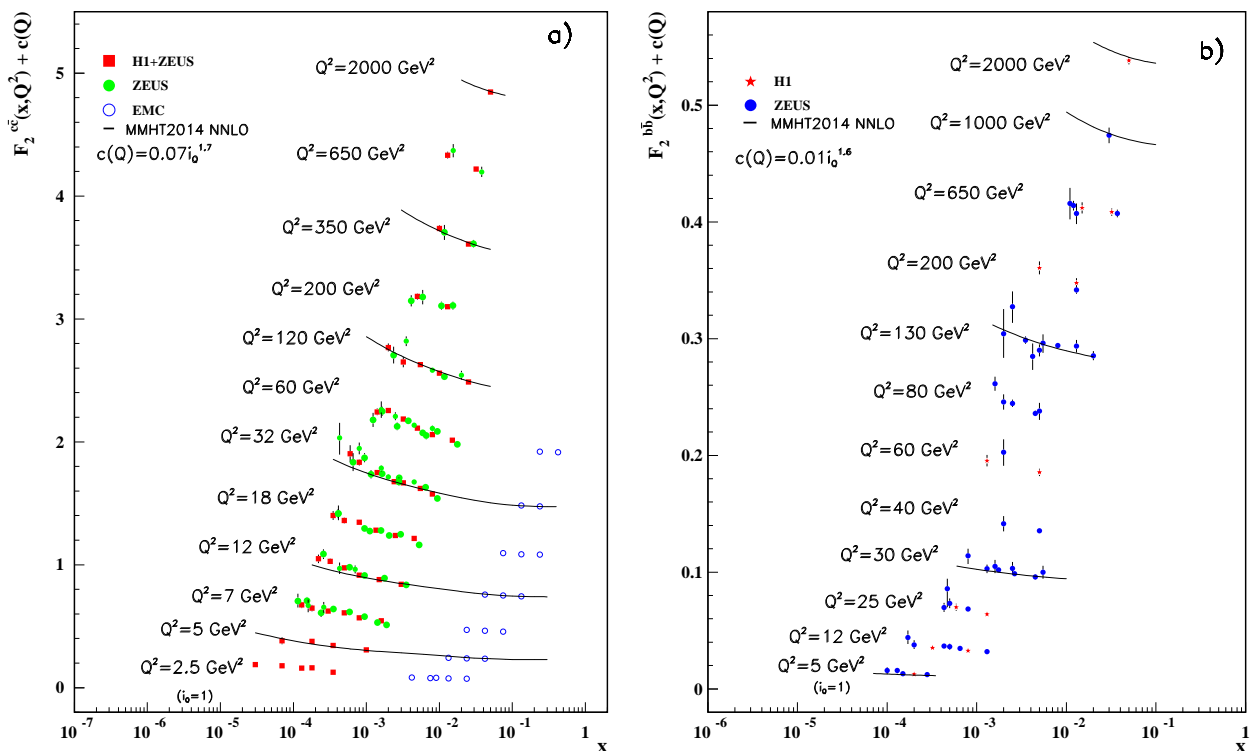 a)
F₂ᶜᶜ̄(x,Q²) + c(Q)
H1+ZEUS
ZEUS
EMC
MMHT2014 NNLO
c(Q)=0.07i_Q^1.7
Q²=2000 GeV²
Q²=650 GeV²
Q²=350 GeV²
Q²=200 GeV²
Q²=120 GeV²
Q²=60 GeV²
Q²=32 GeV²
Q²=18 GeV²
Q²=12 GeV²
Q²=7 GeV²
Q²=5 GeV²
Q²=2.5 GeV²
(i_Q=1)
5
4
3
2
1
0
10⁻⁷ 10⁻⁶ 10⁻⁵ 10⁻⁴ 10⁻³ 10⁻² 10⁻¹ 1
x
b)
F₂ᵇᵇ̄(x,Q²) + c(Q)
H1
ZEUS
MMHT2014 NNLO
c(Q)=0.01i_Q^1.6
Q²=2000 GeV²
Q²=1000 GeV²
Q²=650 GeV²
Q²=200 GeV²
Q²=130 GeV²
Q²=80 GeV²
Q²=60 GeV²
Q²=40 GeV²
Q²=30 GeV²
Q²=25 GeV²
Q²=12 GeV²
Q²=5 GeV²
(i_Q=1)
0.5
0.4
0.3
0.2
0.1
0
10⁻⁶ 10⁻⁵ 10⁻⁴ 10⁻³ 10⁻² 10⁻¹ 1
x